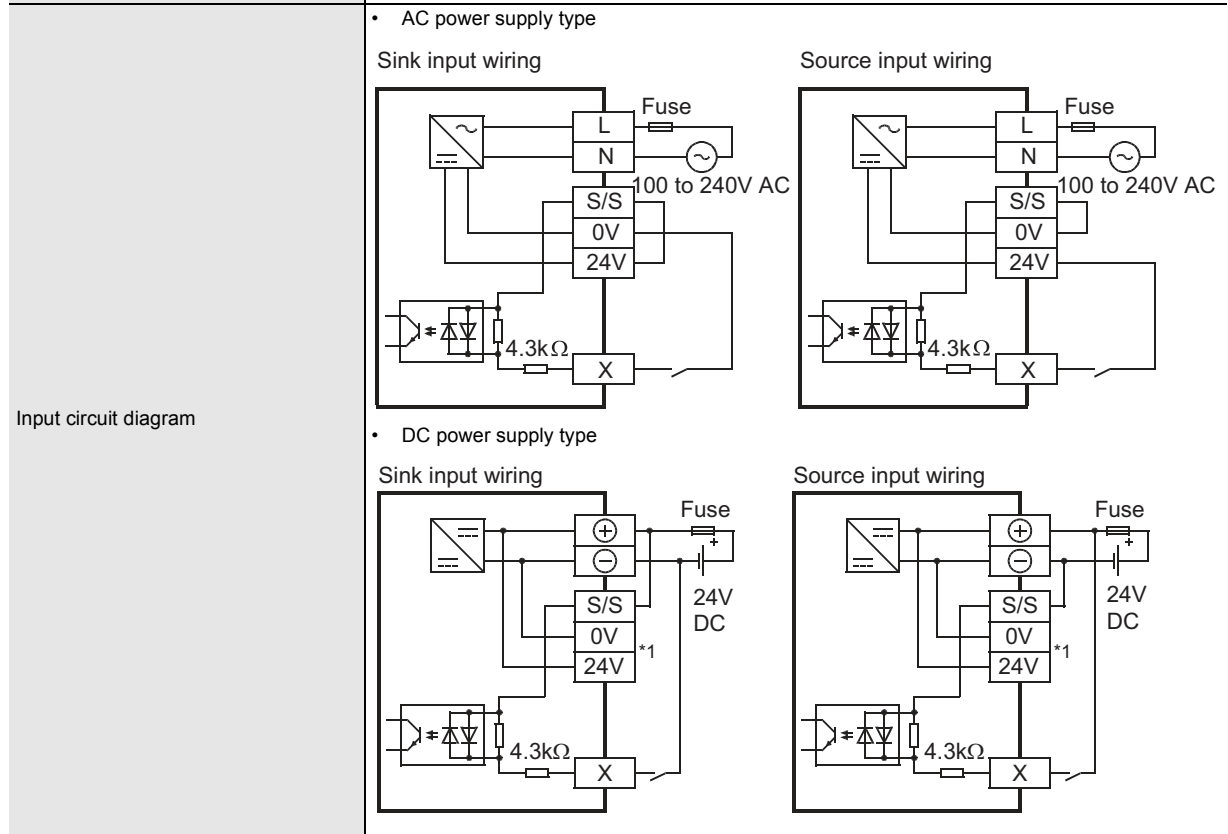 Input circuit diagram
• AC power supply type
Sink input wiring
Fuse
L
N
100 to 240V AC
S/S
0V
24V
4.3kΩ
X
Source input wiring
Fuse
L
N
100 to 240V AC
S/S
0V
24V
4.3kΩ
X
• DC power supply type
Sink input wiring
Fuse
+
24V
DC
S/S
0V
24V
*1
4.3kΩ
X
Source input wiring
Fuse
+
24V
DC
S/S
0V
24V
*1
4.3kΩ
X